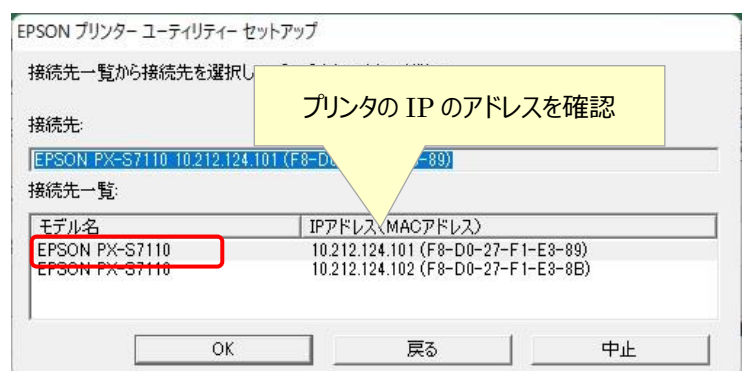 EPSON プリンター ユーティリティー セットアップ
接続先一覧から接続先を選択し
プリンタの IP のアドレスを確認
接続先:
EPSON PX-S7110 10.212.124.101 (F8-D -89)
接続先一覧:
モデル名 IPアドレス(MACアドレス)
EPSON PX-S7110 10.212.124.101 (F8-D0-27-F1-E3-89)
EPSON PX-S7110 10.212.124.102 (F8-D0-27-F1-E3-8B)
OK 戻る 中止